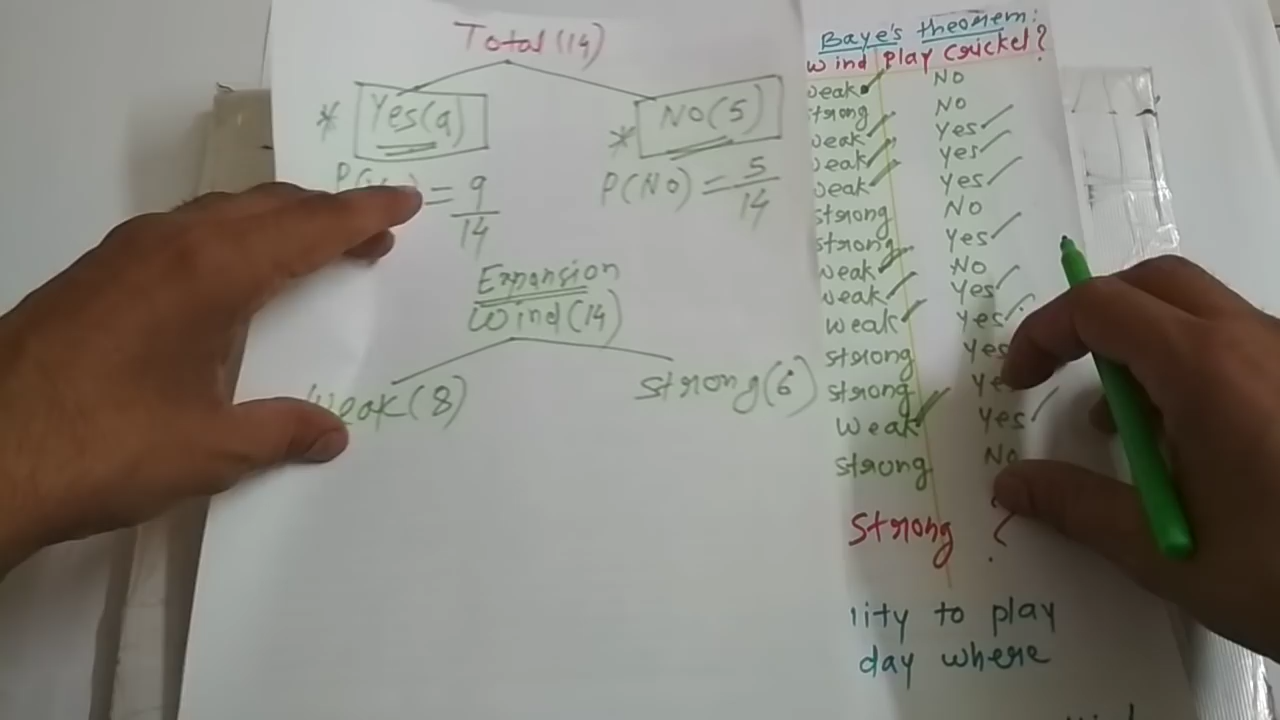 Total(14)
Yes(9)
No(5)
* *
= 9/14
P(No) = 5/14
Expansion
Wind(14)
Weak(8)
strong(6)
Baye's theorem:
Wind play cricket?
weak No
strong No
weak Yes
weak Yes
weak Yes
strong No
strong Yes
weak No
weak Yes
weak Yes
strong Yes
strong Ye
weak Yes
strong No
Strong ?
lity to play
day where